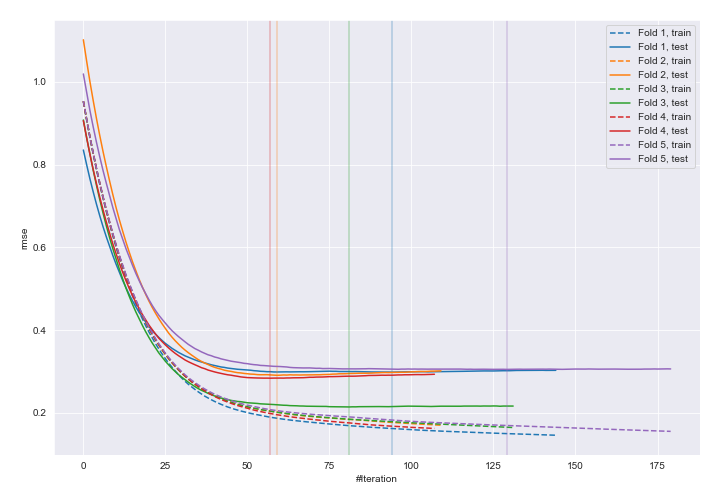 Fold 1, train
Fold 1, test
Fold 2, train
Fold 2, test
Fold 3, train
Fold 3, test
Fold 4, train
Fold 4, test
Fold 5, train
Fold 5, test
1.0
0.8
0.6
0.4
0.2
rmse
0 25 50 75 100 125 150 175
#Iteration